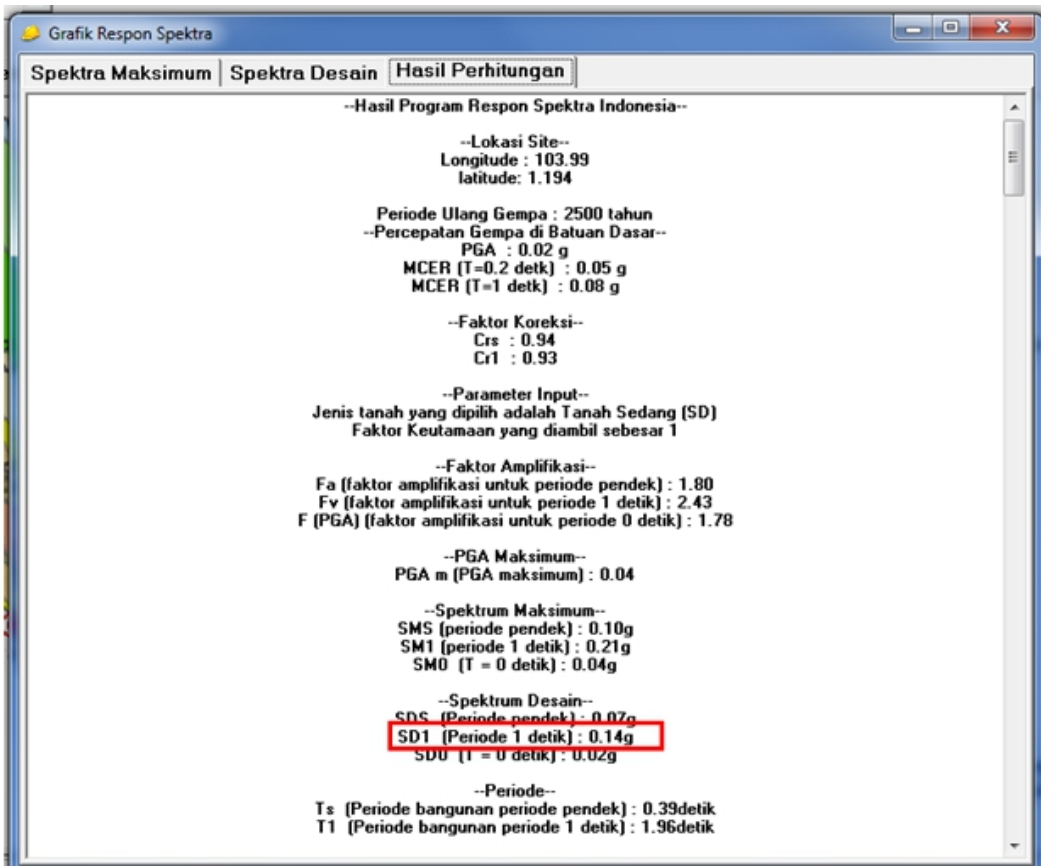 Grafik Respon Spektra
Spektra Maksimum Spektra Desain Hasil Perhitungan
--Hasil Program Respon Spektra Indonesia--
--Lokasi Site--
Longitude : 103.99
latitude: 1.194
Periode Ulang Gempa : 2500 tahun
--Percepatan Gempa di Batuan Dasar--
PGA : 0.02 g
MCER (T=0.2 detk) : 0.05 g
MCER (T=1 detk) : 0.08 g
--Faktor Koreksi--
Crs : 0.94
Cr1 : 0.93
--Parameter Input--
Jenis tanah yang dipilih adalah Tanah Sedang (SD)
Faktor Keutamaan yang diambil sebesar 1
--Faktor Amplifikasi--
Fa (faktor amplifikasi untuk periode pendek) : 1.80
Fv (faktor amplifikasi untuk periode 1 detik) : 2.43
F (PGA) (faktor amplifikasi untuk periode 0 detik) : 1.78
--PGA Maksimum--
PGA m (PGA maksimum) : 0.04
--Spektrum Maksimum--
SMS (periode pendek) : 0.10g
SM1 (periode 1 detik) : 0.21g
SM0 (T = 0 detik) : 0.04g
--Spektrum Desain--
SDS (Periode pendek) : 0.07g
SD1 (Periode 1 detik) : 0.14g
SD0 (T = 0 detik) : 0.02g
--Periode--
Ts (Periode bangunan periode pendek) : 0.39detik
T1 (Periode bangunan periode 1 detik) : 1.96detik